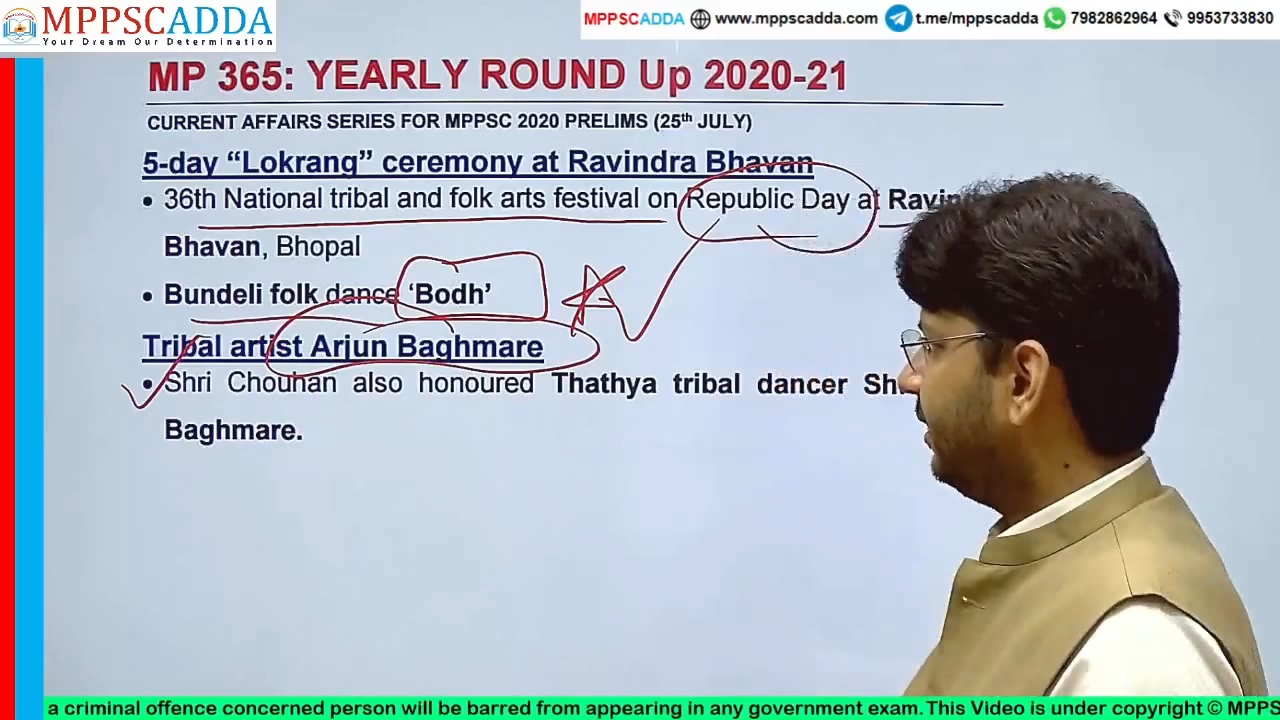 MPPSCADDA
Your Dream Our Determination
MPPSCADDA www.mppscadda.com t.me/mppscadda 7982862964 9953733830
MP 365: YEARLY ROUND Up 2020-21
CURRENT AFFAIRS SERIES FOR MPPSC 2020 PRELIMS (25th JULY)
5-day “Lokrang” ceremony at Ravindra Bhavan
• 36th National tribal and folk arts festival on Republic Day at
Bhavan, Bhopal
• Bundeli folk dance ‘Bodh’
Tribal artist Arjun Baghmare
• Shri Chouhan also honoured Thathya tribal dancer
Baghmare.
a criminal offence concerned person will be barred from appearing in any government exam. This Video is under copyright ©